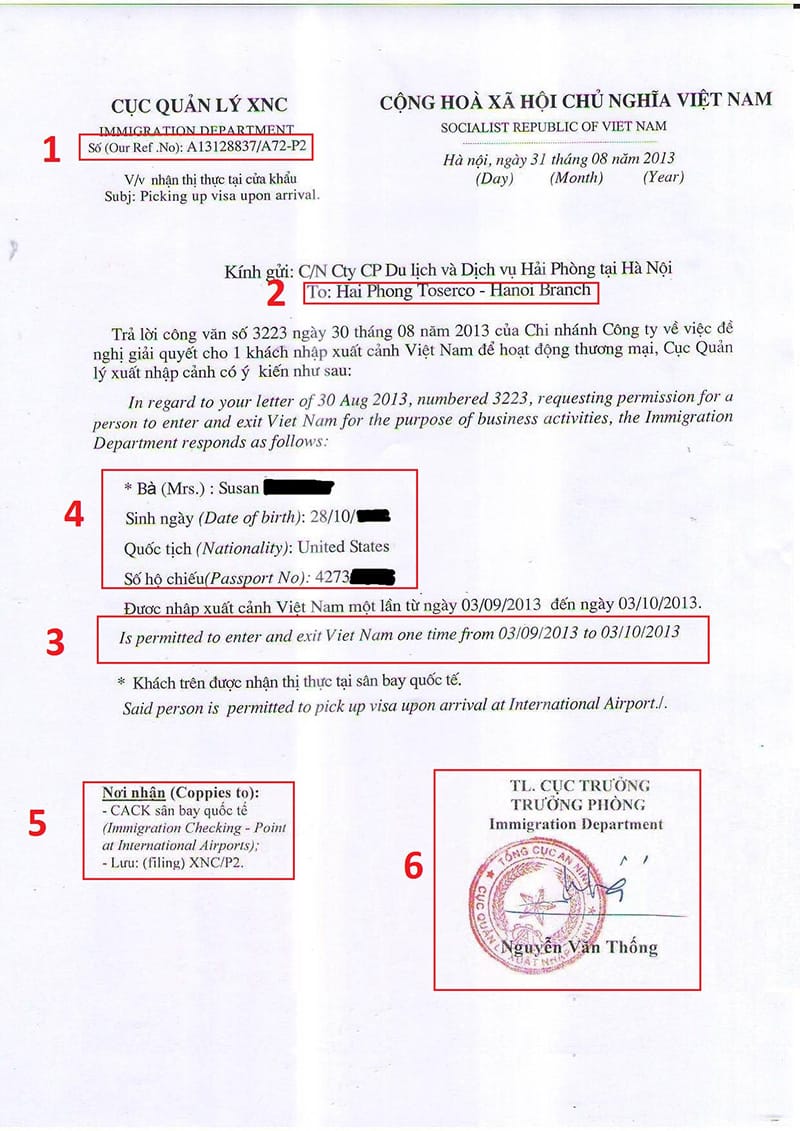 CỤC QUẢN LÝ XNC
IMMIGRATION DEPARTMENT
1
Số (Our Ref .No): A13128837/A72-P2
V/v nhận thị thực tại cửa khẩu
Subj: Picking up visa upon arrival.
CỘNG HOÀ XÃ HỘI CHỦ NGHĨA VIỆT NAM
SOCIALIST REPUBLIC OF VIET NAM
Hà nội, ngày 31 tháng 08 năm 2013
(Day) (Month) (Year)
Kính gửi: C/N Cty CP Du lịch và Dịch vụ Hải Phòng tại Hà Nội
2
To: Hai Phong Toserco - Hanoi Branch
Trả lời công văn số 3223 ngày 30 tháng 08 năm 2013 của Chi nhánh Công ty về việc đề
nghị giải quyết cho 1 khách nhập xuất cảnh Việt Nam để hoạt động thương mại, Cục Quản
lý xuất nhập cảnh có ý kiến như sau:
In regard to your letter of 30 Aug 2013, numbered 3223, requesting permission for a
person to enter and exit Viet Nam for the purpose of business activities, the Immigration
Department responds as follows:
4
* Bà (Mrs.) : Susan
Sinh ngày (Date of birth): 28/10/
Quốc tịch (Nationality): United States
Số hộ chiếu(Passport No): 4273
Được nhập xuất cảnh Việt Nam một lần từ ngày 03/09/2013 đến ngày 03/10/2013.
3
Is permitted to enter and exit Viet Nam one time from 03/09/2013 to 03/10/2013
* Khách trên được nhận thị thực tại sân bay quốc tế.
Said person is permitted to pick up visa upon arrival at International Airport./.
5
Nơi nhận (Coppies to):
- CACK sân bay quốc tế
(Immigration Checking - Point
at International Airports);
- Lưu: (filing) XNC/P2.
6
TL. CỤC TRƯỞNG
TRƯỞNG PHÒNG
Immigration Department
TỔNG CỤC AN NINH
CỤC QUẢN LÝ XUẤT NHẬP CẢNH
Nguyễn Văn Thống